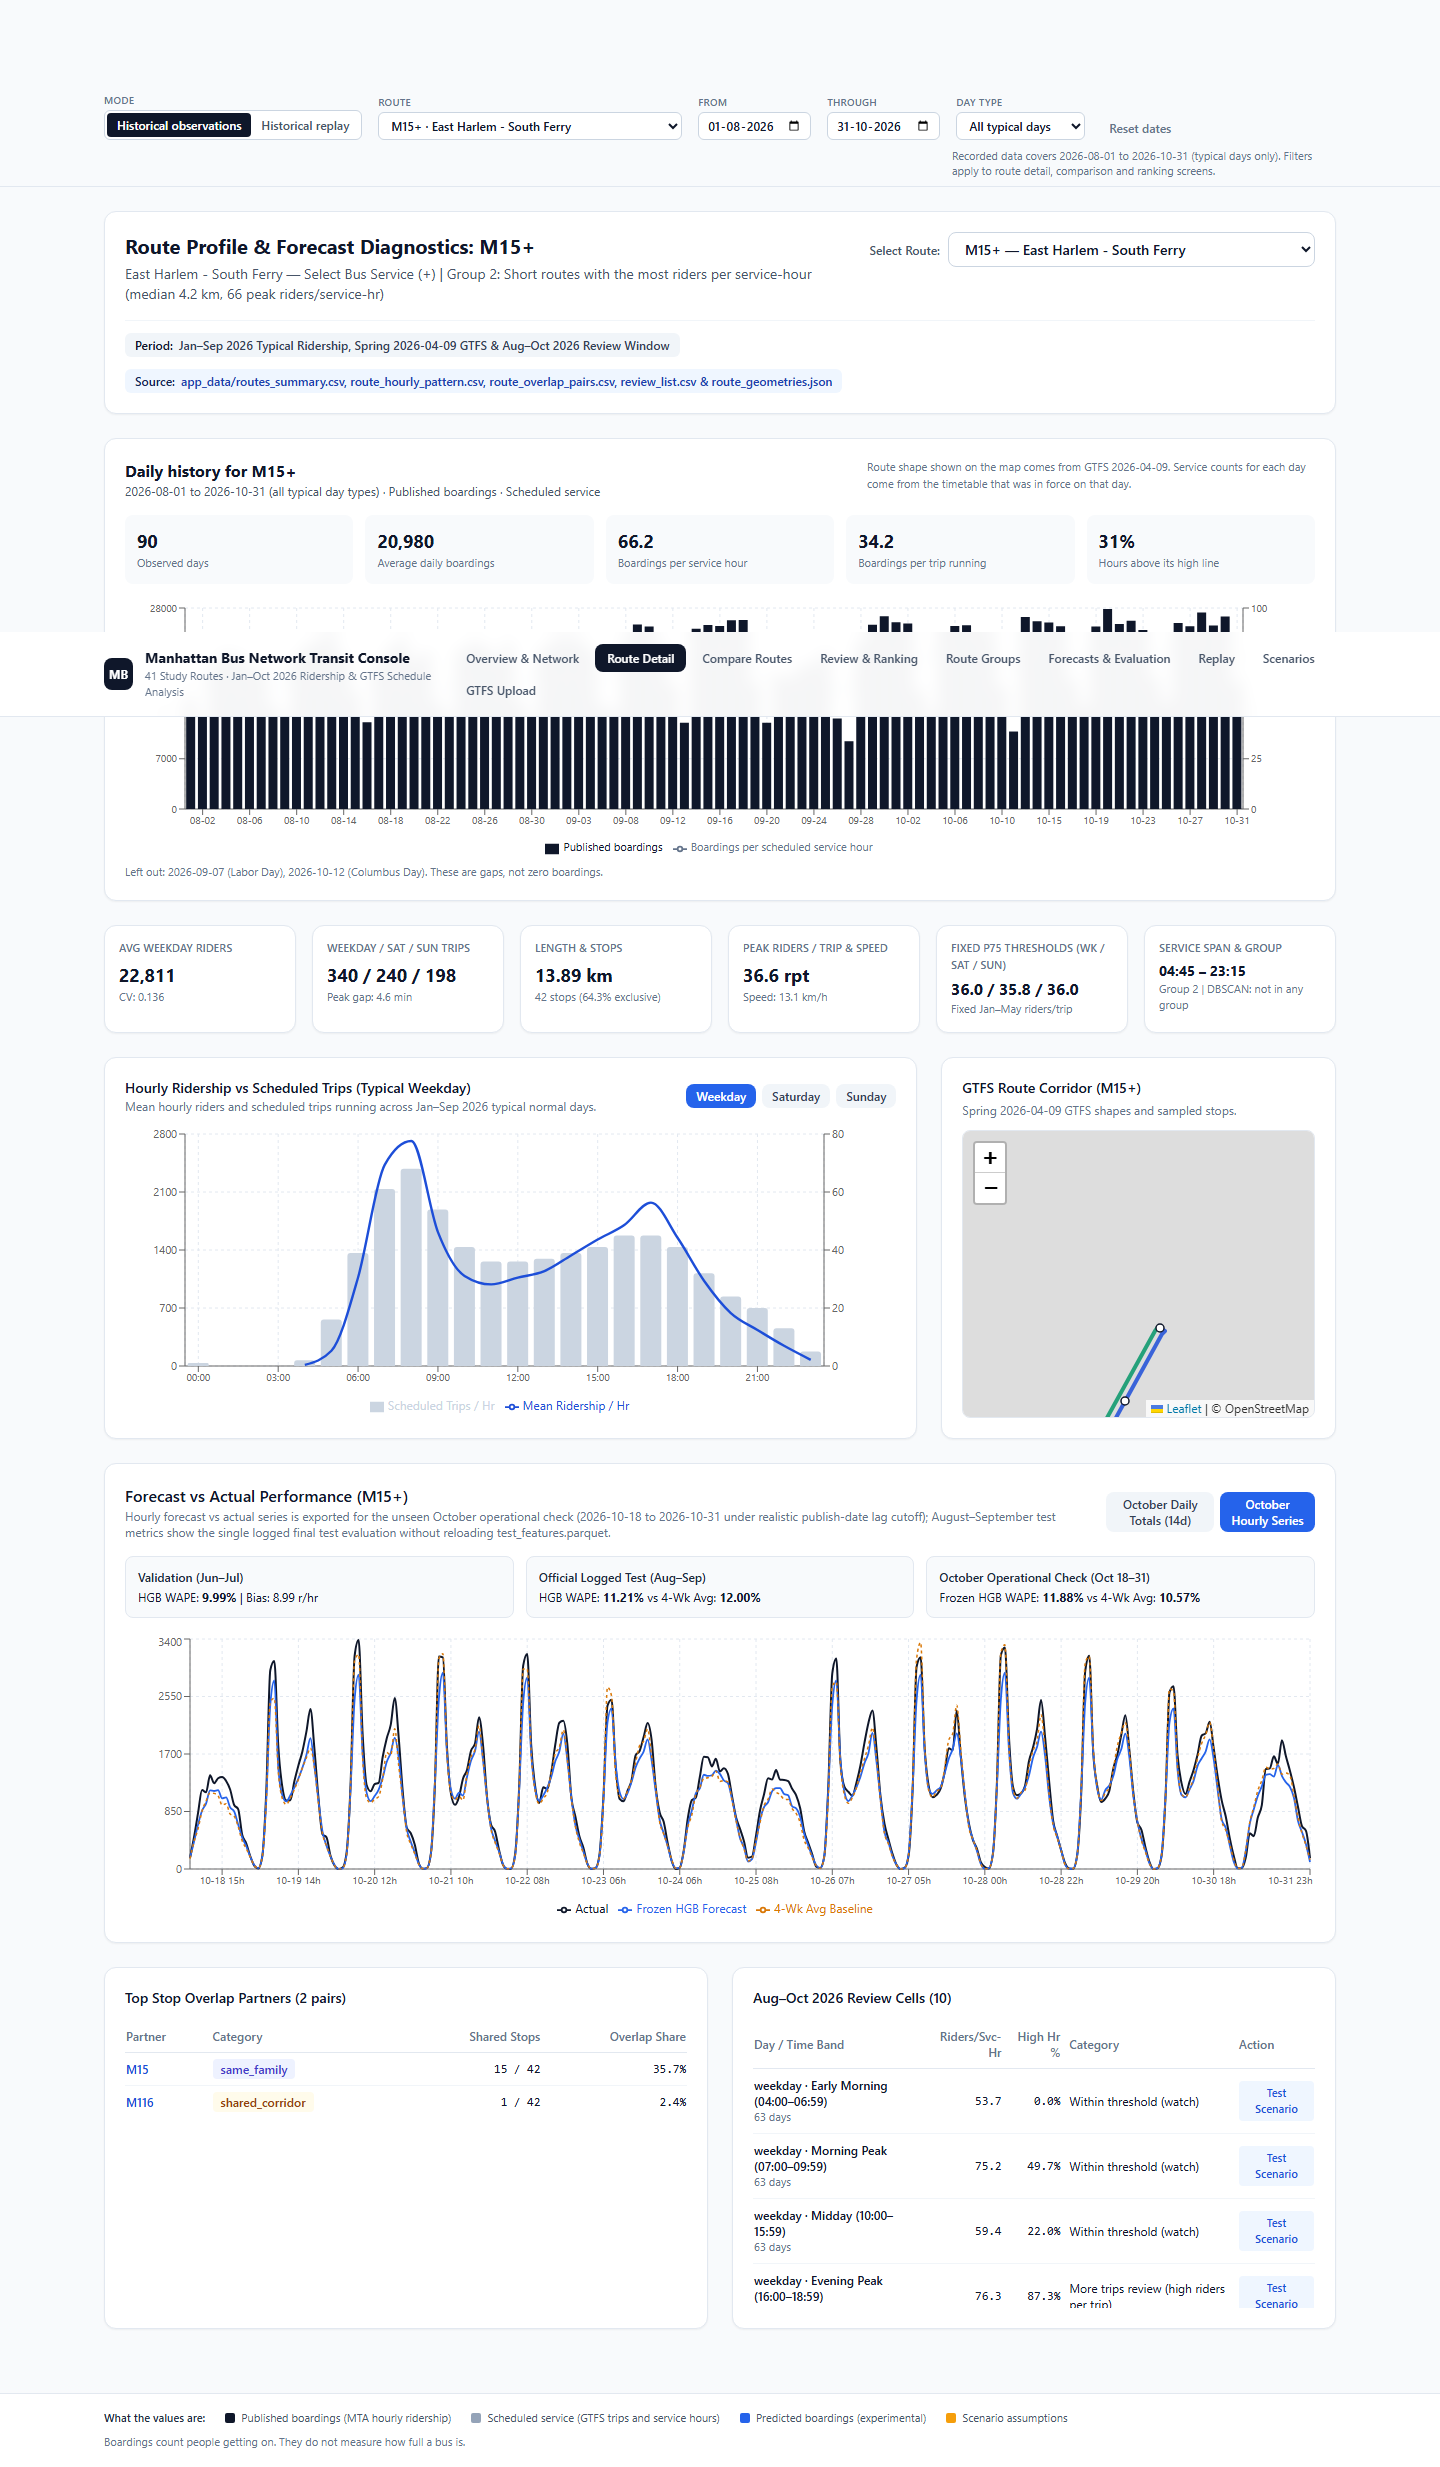 MODE
Historical observations
Historical replay
ROUTE
M15+ · East Harlem - South Ferry
FROM
01-08-2026
THROUGH
31-10-2026
DAY TYPE
All typical days
Reset dates
Recorded data covers 2026-08-01 to 2026-10-31 (typical days only). Filters
apply to route detail, comparison and ranking screens.
Route Profile & Forecast Diagnostics: M15+
East Harlem - South Ferry — Select Bus Service (+) | Group 2: Short routes with the most riders per service-hour
(median 4.2 km, 66 peak riders/service-hr)
Select Route:
M15+ — East Harlem - South Ferry
Period: Jan–Sep 2026 Typical Ridership, Spring 2026-04-09 GTFS & Aug–Oct 2026 Review Window
Source: app_data/routes_summary.csv, route_hourly_pattern.csv, route_overlap_pairs.csv, review_list.csv & route_geometries.json
Daily history for M15+
2026-08-01 to 2026-10-31 (all typical day types) · Published boardings · Scheduled service
Route shape shown on the map comes from GTFS 2026-04-09. Service counts for each day
come from the timetable that was in force on that day.
90
Observed days
20,980
Average daily boardings
66.2
Boardings per service hour
34.2
Boardings per trip running
31%
Hours above its high line
28000
100
MB
Manhattan Bus Network Transit Console
41 Study Routes · Jan–Oct 2026 Ridership & GTFS Schedule
Analysis
Overview & Network
Route Detail
Compare Routes
Review & Ranking
Route Groups
Forecasts & Evaluation
Replay
Scenarios
GTFS Upload
7000
25
0
0
08-02 08-06 08-10 08-14 08-18 08-22 08-26 08-30 09-03 09-08 09-12 09-16 09-20 09-24 09-28 10-02 10-06 10-10 10-15 10-19 10-23 10-27 10-31
Published boardings
Boardings per scheduled service hour
Left out: 2026-09-07 (Labor Day), 2026-10-12 (Columbus Day). These are gaps, not zero boardings.
AVG WEEKDAY RIDERS
22,811
CV: 0.136
WEEKDAY / SAT / SUN TRIPS
340 / 240 / 198
Peak gap: 4.6 min
LENGTH & STOPS
13.89 km
42 stops (64.3% exclusive)
PEAK RIDERS / TRIP & SPEED
36.6 rpt
Speed: 13.1 km/h
FIXED P75 THRESHOLDS (WK /
SAT / SUN)
36.0 / 35.8 / 36.0
Fixed Jan–May riders/trip
SERVICE SPAN & GROUP
04:45 – 23:15
Group 2 | DBSCAN: not in any
group
Hourly Ridership vs Scheduled Trips (Typical Weekday)
Mean hourly riders and scheduled trips running across Jan–Sep 2026 typical normal days.
Weekday
Saturday
Sunday
2800
80
2100
60
1400
40
700
20
0
0
00:00 03:00 06:00 09:00 12:00 15:00 18:00 21:00
Scheduled Trips / Hr
Mean Ridership / Hr
GTFS Route Corridor (M15+)
Spring 2026-04-09 GTFS shapes and sampled stops.
+
−
Leaflet | © OpenStreetMap
Forecast vs Actual Performance (M15+)
Hourly forecast vs actual series is exported for the unseen October operational check (2026-10-18 to 2026-10-31 under realistic publish-date lag cutoff); August–September test
metrics show the single logged final test evaluation without reloading test_features.parquet.
October Daily
Totals (14d)
October
Hourly Series
Validation (Jun–Jul)
HGB WAPE: 9.99% | Bias: 8.99 r/hr
Official Logged Test (Aug–Sep)
HGB WAPE: 11.21% vs 4-Wk Avg: 12.00%
October Operational Check (Oct 18–31)
Frozen HGB WAPE: 11.88% vs 4-Wk Avg: 10.57%
3400
2550
1700
850
0
10-18 15h 10-19 14h 10-20 12h 10-21 10h 10-22 08h 10-23 06h 10-24 06h 10-25 08h 10-26 07h 10-27 05h 10-28 00h 10-28 22h 10-29 20h 10-30 18h 10-31 23h
Actual
Frozen HGB Forecast
4-Wk Avg Baseline
Top Stop Overlap Partners (2 pairs)
Partner Category Shared Stops Overlap Share
M15 same_family 15 / 42 35.7%
M116 shared_corridor 1 / 42 2.4%
Aug–Oct 2026 Review Cells (10)
Day / Time Band
Riders/Svc-
Hr
High Hr
%
Category
Action
weekday · Early Morning
(04:00–06:59)
63 days
53.7 0.0% Within threshold (watch)
Test
Scenario
weekday · Morning Peak
(07:00–09:59)
63 days
75.2 49.7% Within threshold (watch)
Test
Scenario
weekday · Midday (10:00–
15:59)
63 days
59.4 22.0% Within threshold (watch)
Test
Scenario
weekday · Evening Peak
(16:00–18:59)
76.3 87.3%
More trips review (high riders
per trip)
Test
Scenario
What the values are:
Published boardings (MTA hourly ridership)
Scheduled service (GTFS trips and service hours)
Predicted boardings (experimental)
Scenario assumptions
Boardings count people getting on. They do not measure how full a bus is.